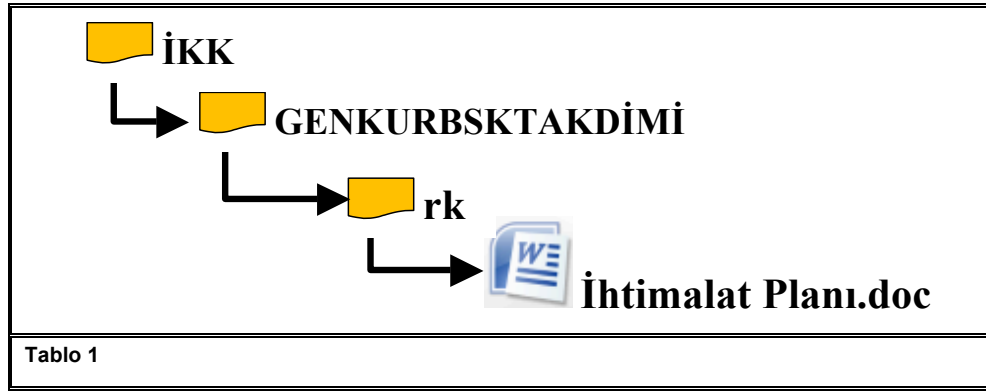 İKK
GENKURBSKTAKDİMİ
rk
İhtimalat Planı.doc
Tablo 1